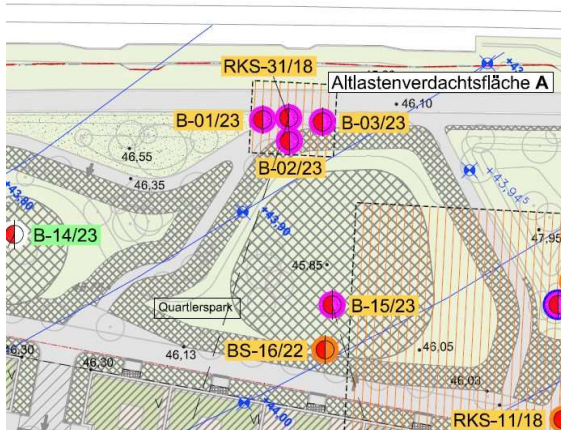 RKS-31/18
Altlastenverdachtsfläche A
B-01/23
B-03/23
46,10
B-02/23
46,55
46,35
+43,94⁵
+43,80
+43,90
B-14/23
47,95
45,85
B-15/23
Quartierspark
BS-16/22
46,30
46,13
46,05
46,30
46,03
V
V
+44,00
RKS-11/18